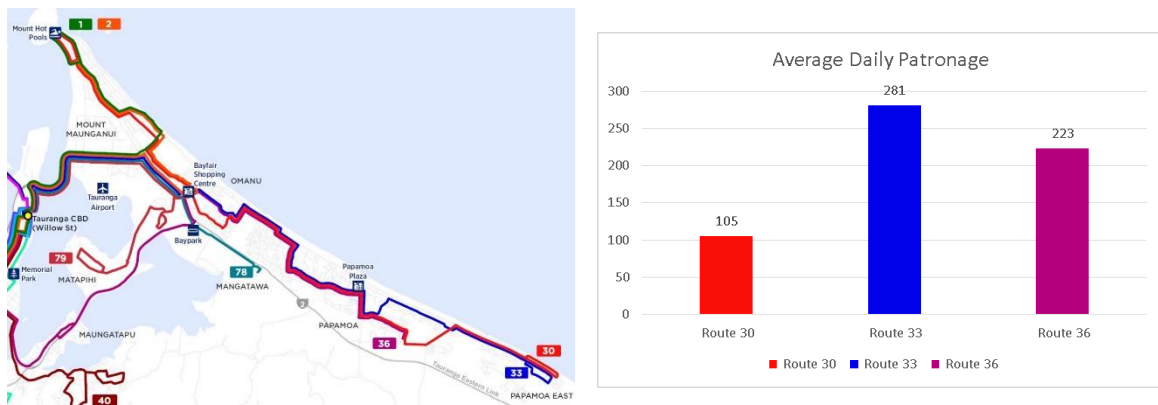 1 2
Mount Hot
Pools
MOUNT
MAUNGANUI
Bayfair
Shopping
Centre
OMANU
Tauranga
Airport
Tauranga CBD
(Willow St)
Baypark
79
78
MANGATAWA
Memorial
Park
MATAPIHI
Papamoa
Plaza
2
MAUNGATAPU
PAPAMOA
36
30
33
Tauranga Eastern Link
PAPAMOA EAST
40
Average Daily Patronage
300
250
200
150
100
50
0
105
281
223
Route 30 Route 33 Route 36
Route 30 Route 33 Route 36